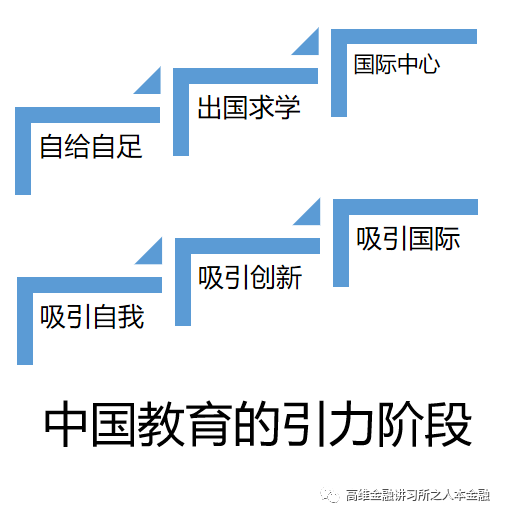 国际中心
出国求学
自给自足
吸引国际
吸引创新
吸引自我
中国教育的引力阶段
高维金融讲习所之人本金融